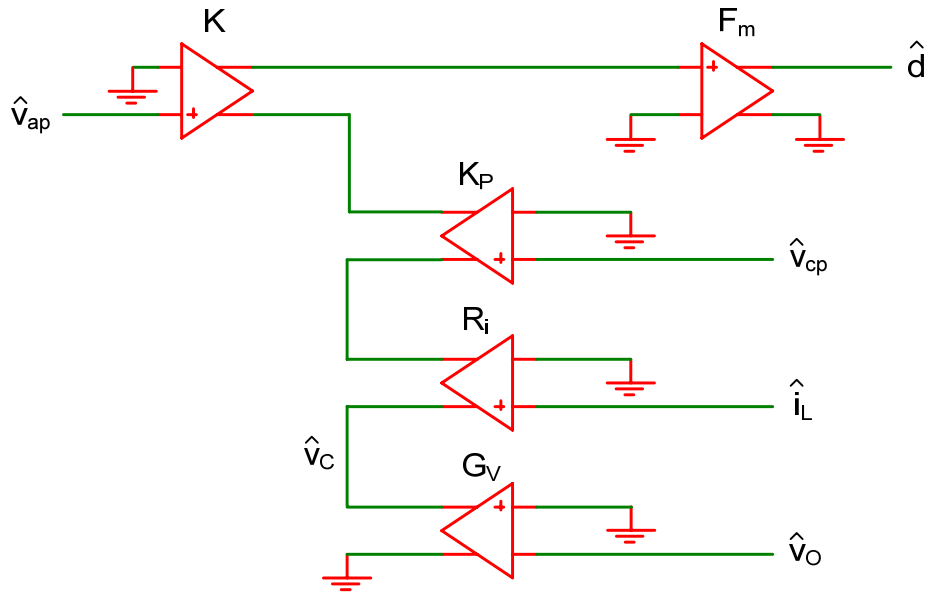 K
F_m
d̂
v̂_ap
+
+
K_P
+
v̂_cp
R_i
+
î_L
v̂_C
G_V
+
v̂_O